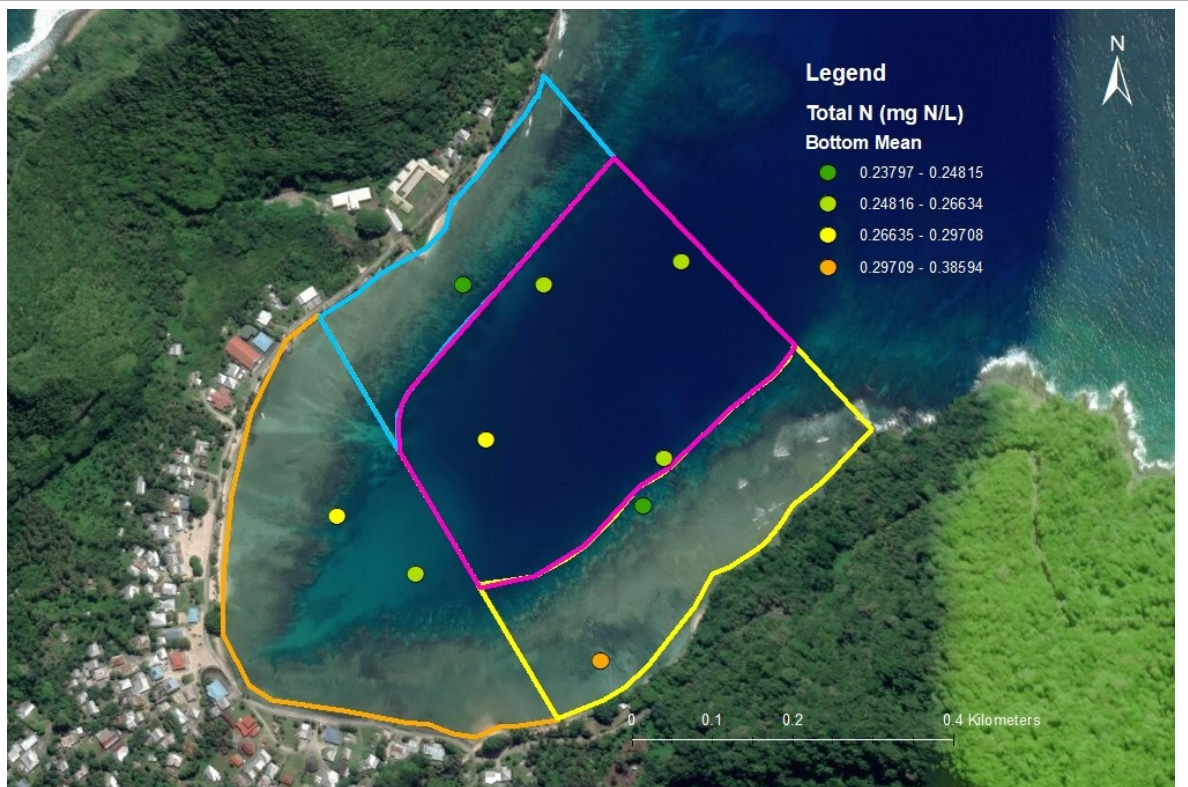 N
Legend
Total N (mg N/L)
Bottom Mean
0.23797 - 0.24815
0.24816 - 0.26634
0.26635 - 0.29708
0.29709 - 0.38594
0 0.1 0.2 0.4 Kilometers